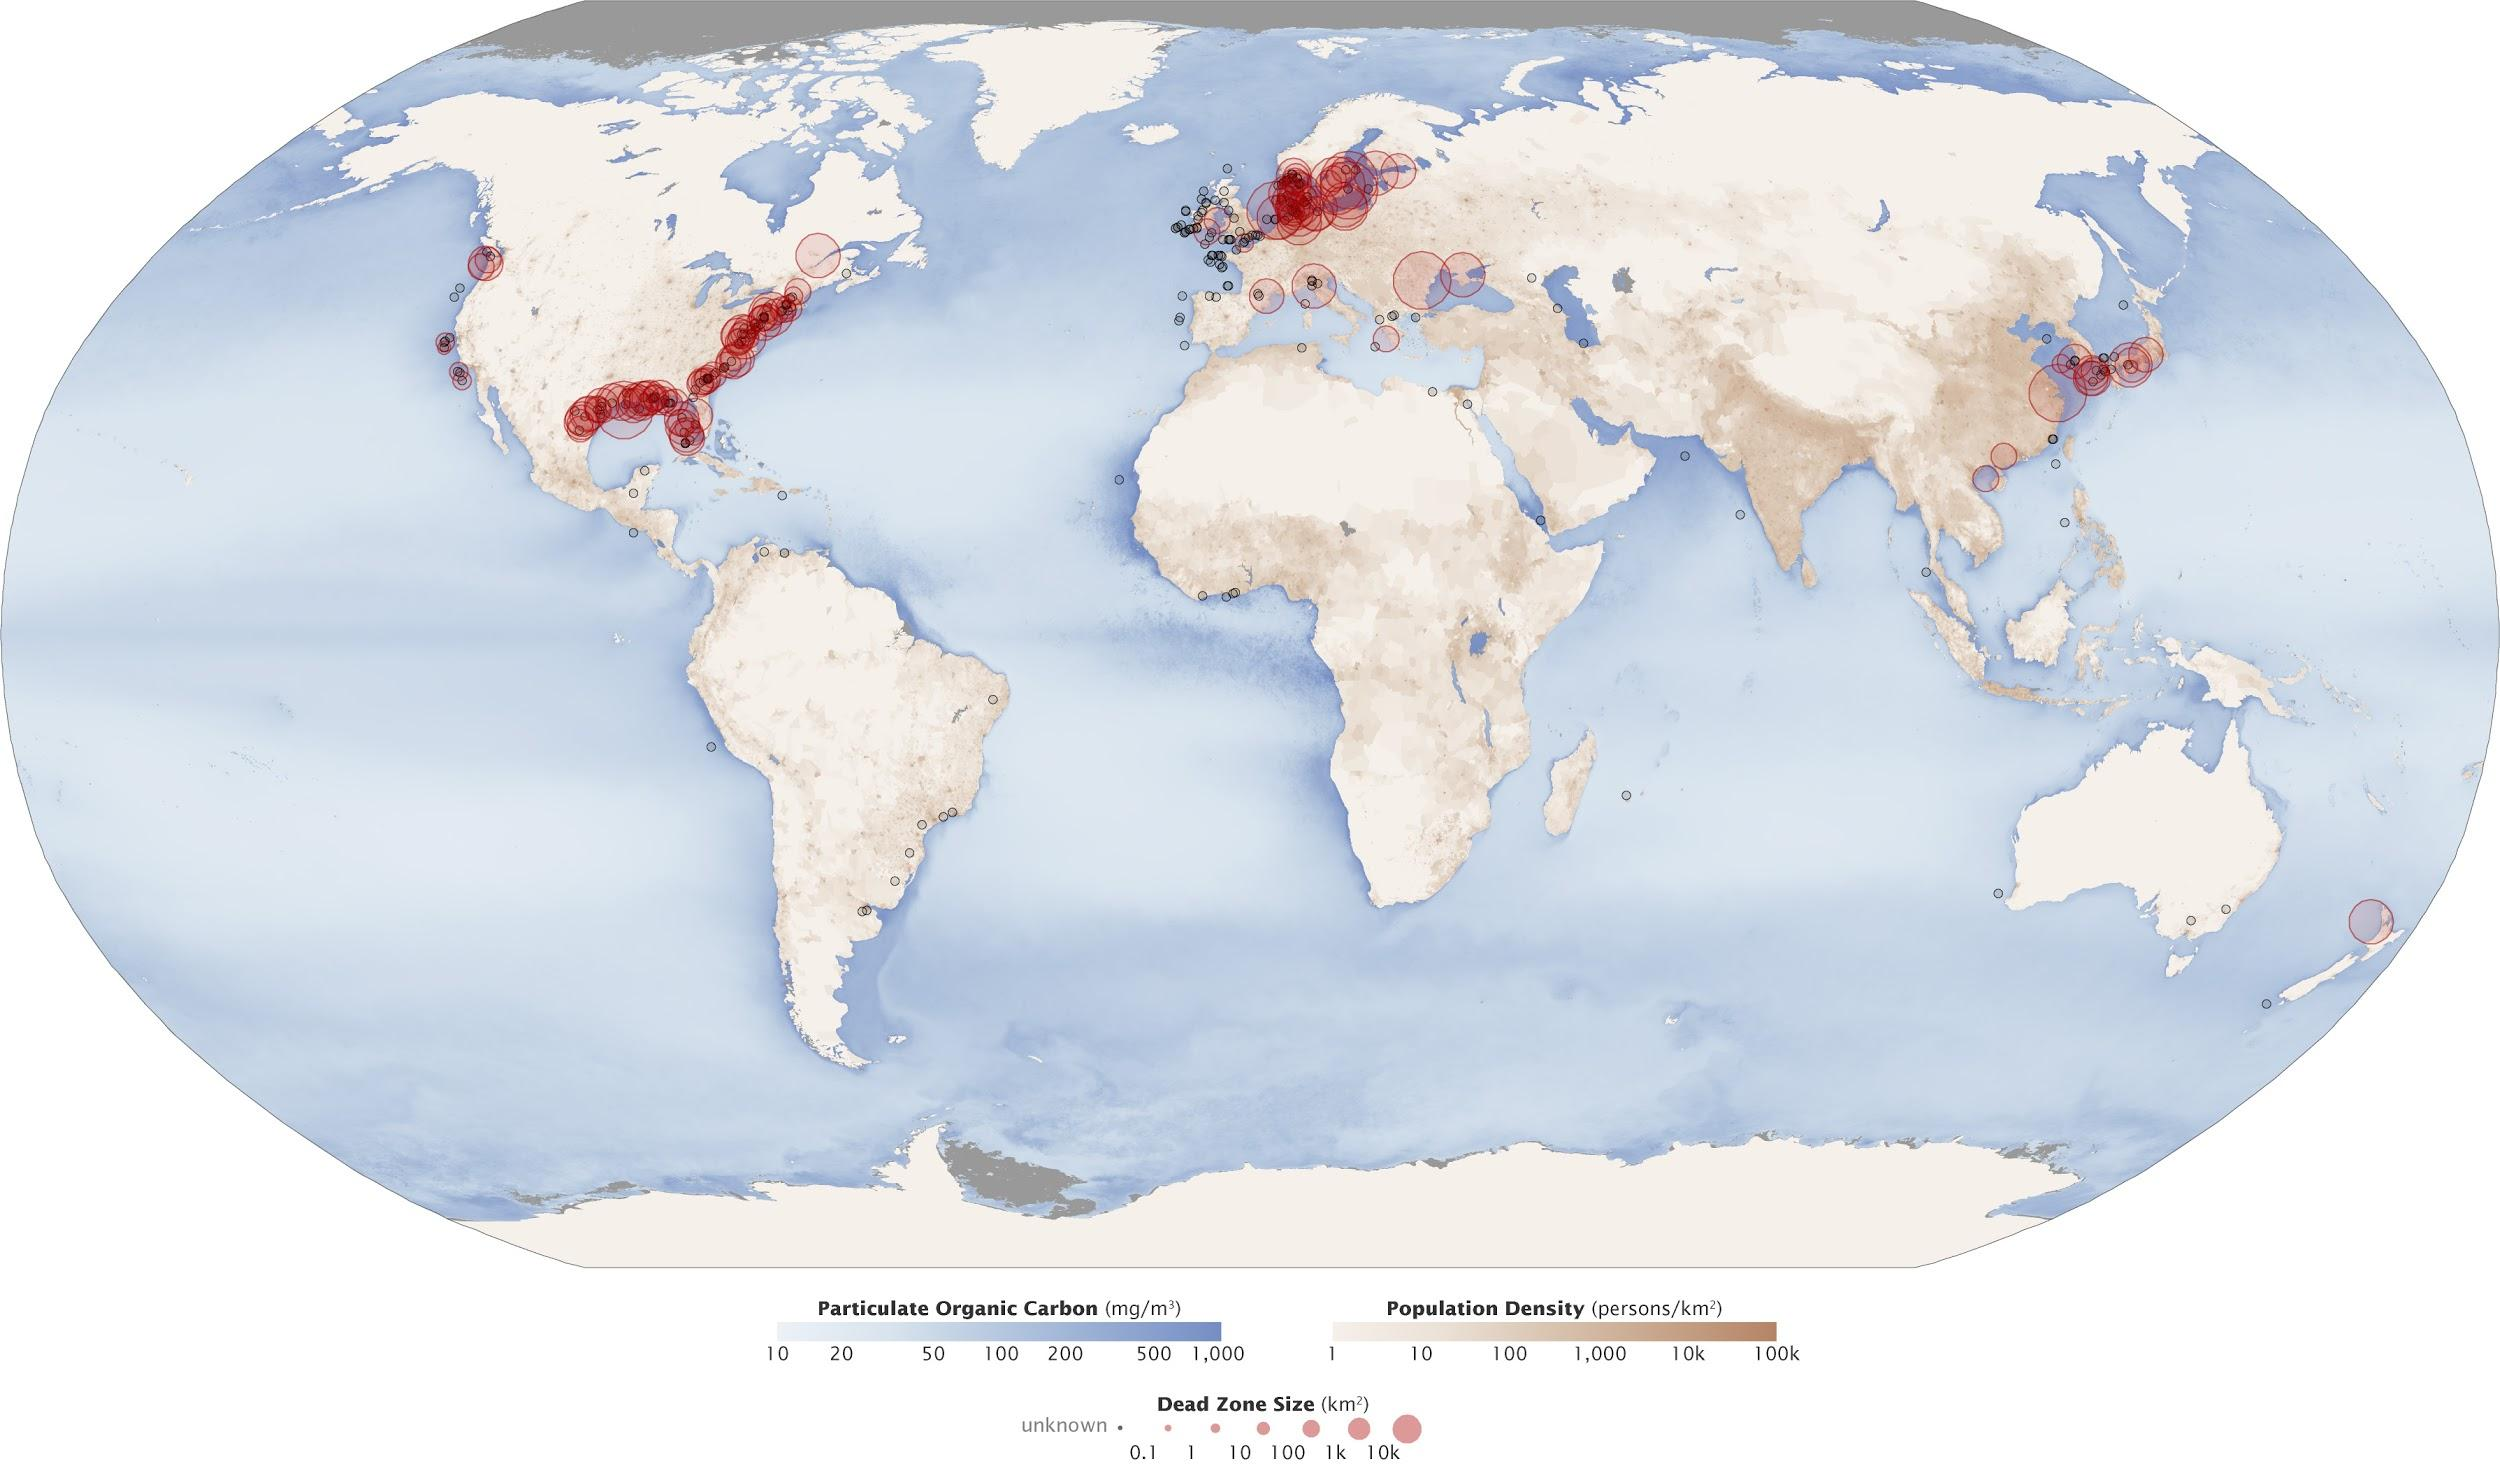 Particulate Organic Carbon (mg/m³)
10 20 50 100 200 500 1,000
Population Density (persons/km²)
1 10 100 1,000 10k 100k
Dead Zone Size (km²)
unknown
0.1 1 10 100 1k 10k